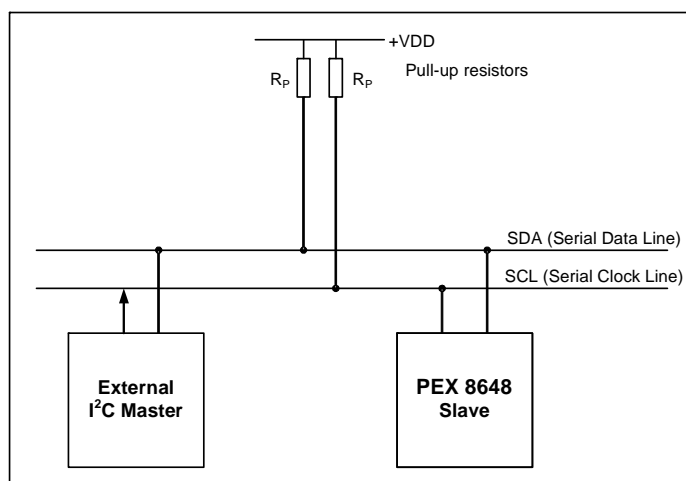 +VDD
R_P R_P Pull-up resistors
SDA (Serial Data Line)
SCL (Serial Clock Line)
External
I²C Master
PEX 8648
Slave